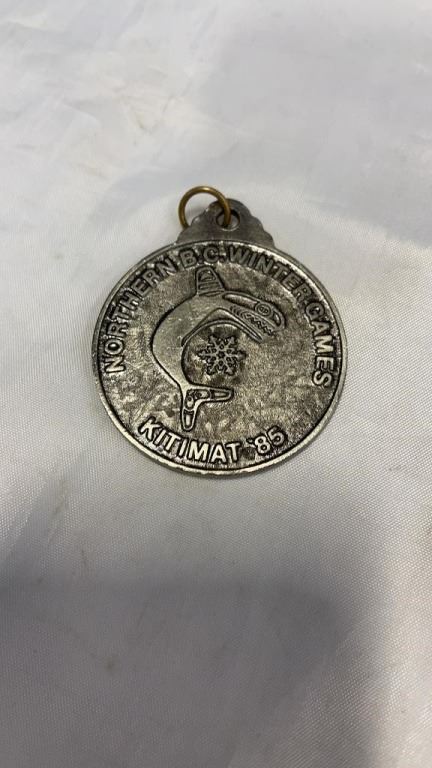 NORTHERN B.C. WINTER GAMES
KITIMAT '85